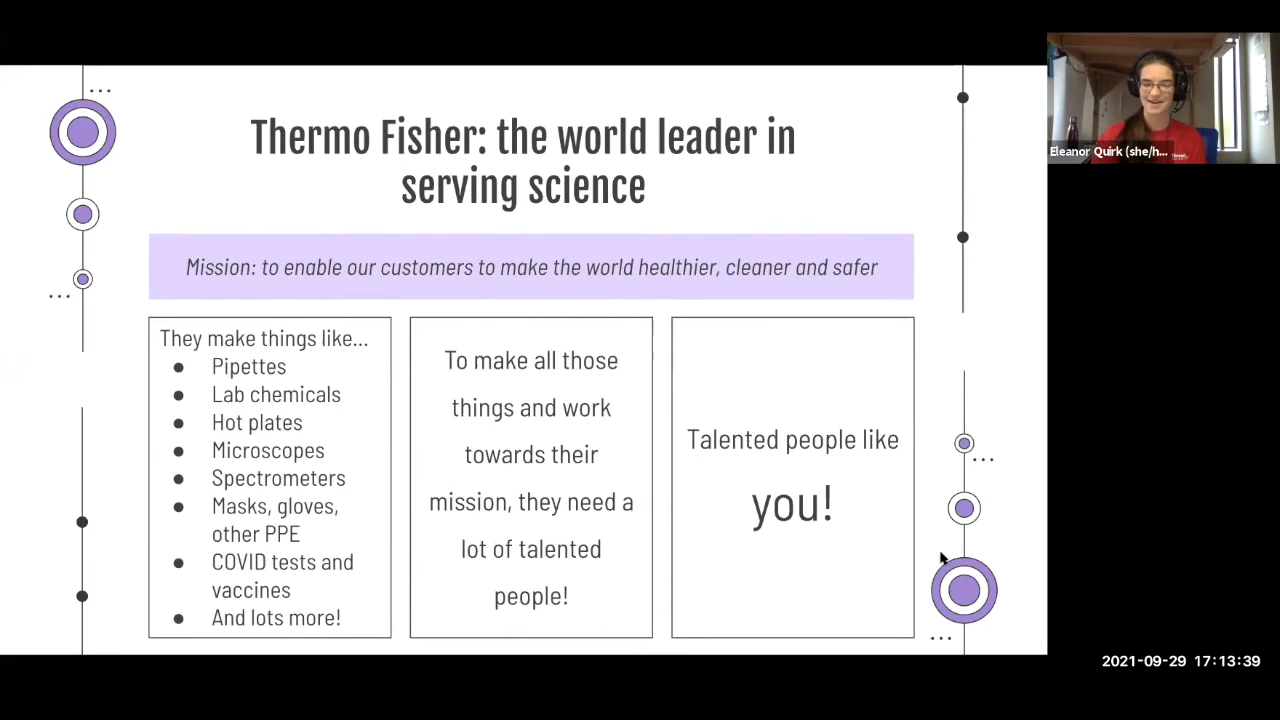 Thermo Fisher: the world leader in
serving science
Mission: to enable our customers to make the world healthier, cleaner and safer
They make things like...
● Pipettes
● Lab chemicals
● Hot plates
● Microscopes
● Spectrometers
● Masks, gloves,
other PPE
● COVID tests and
vaccines
● And lots more!
To make all those
things and work
towards their
mission, they need a
lot of talented
people!
Talented people like
you!
Eleanor Quirk (she/h...
2021-09-29 17:13:39